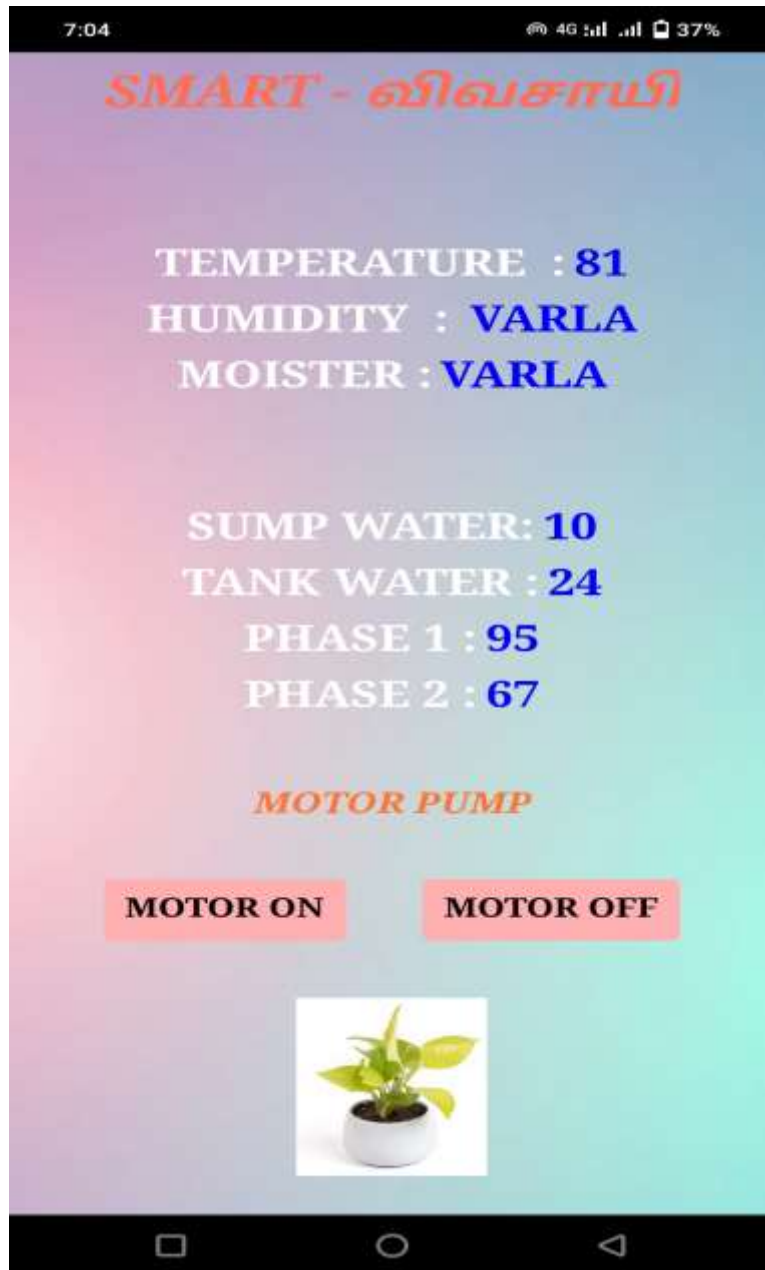 7:04 4G 37%
SMART - விவசாயி
TEMPERATURE : 81
HUMIDITY : VARLA
MOISTER : VARLA
SUMP WATER: 10
TANK WATER : 24
PHASE 1 : 95
PHASE 2 : 67
MOTOR PUMP
MOTOR ON MOTOR OFF